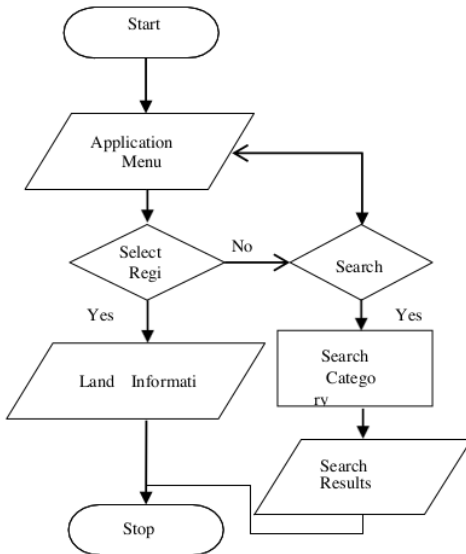 Start
Application
Menu
Select
Regi
No
Search
Yes
Yes
Land Informati
Search
Catego
ry
Search
Results
Stop